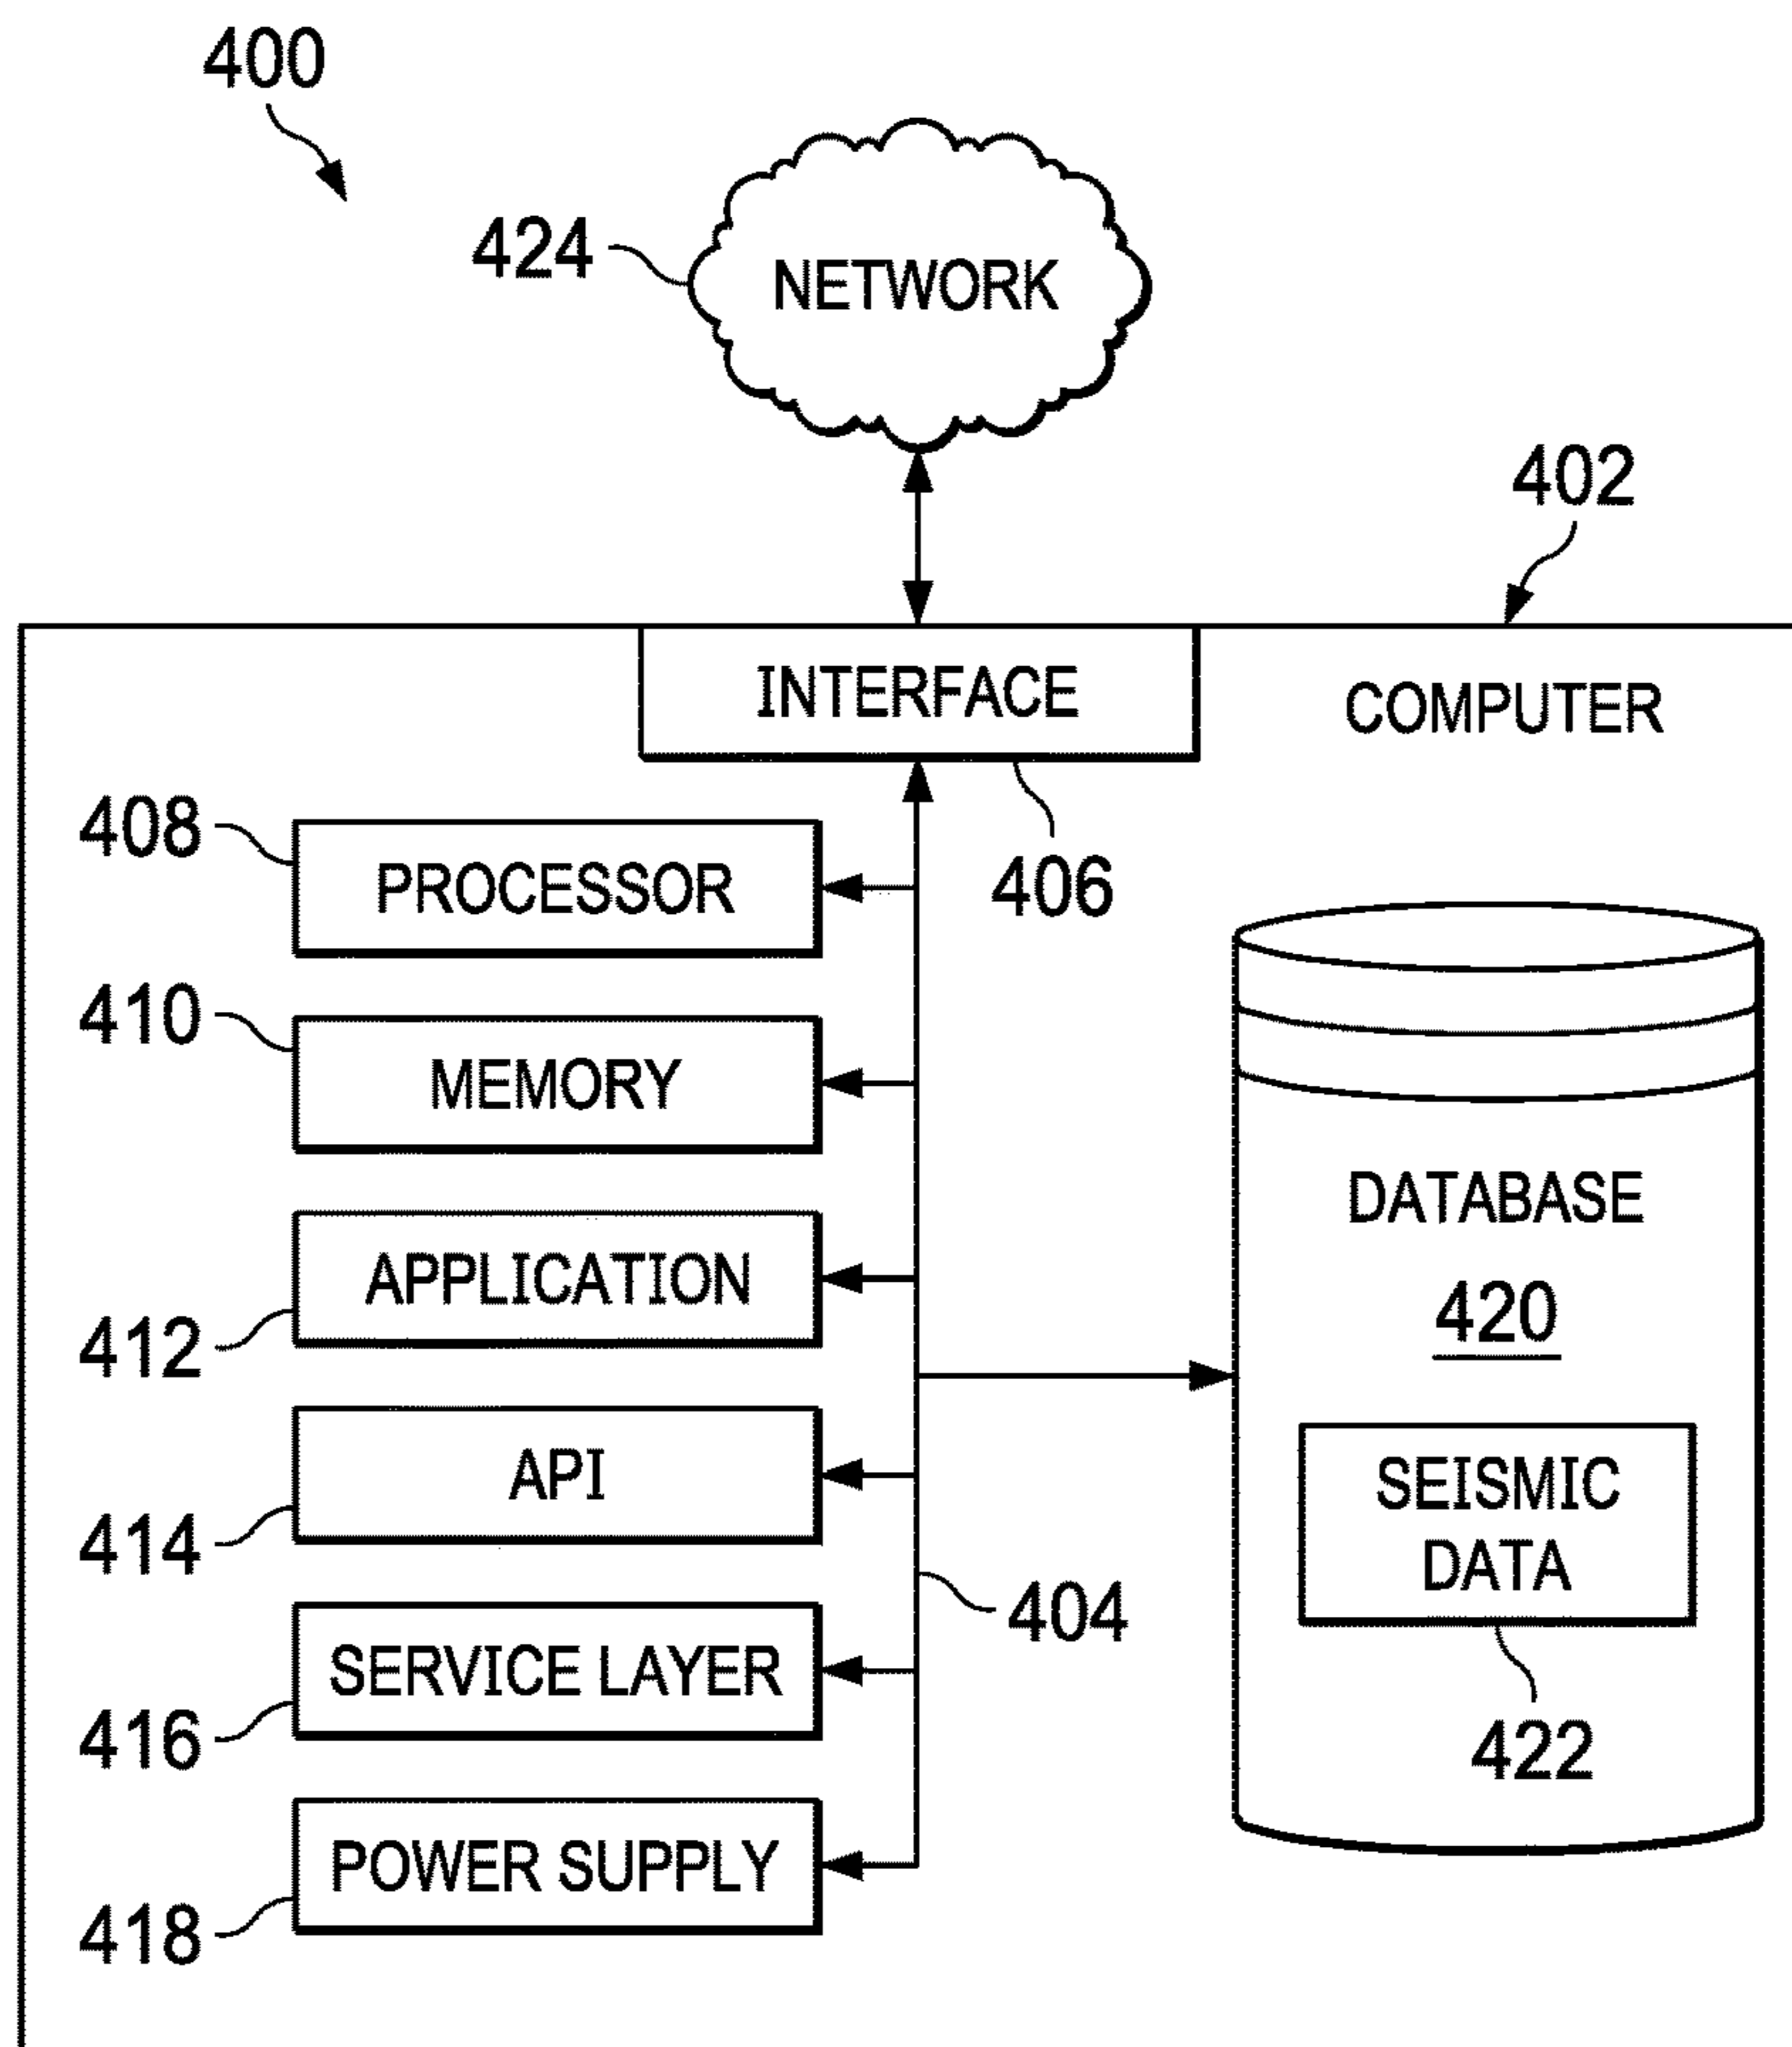 400
424
NETWORK
402
INTERFACE
COMPUTER
408
PROCESSOR
406
410
MEMORY
DATABASE
420
APPLICATION
412
API
414
SEISMIC
DATA
404
SERVICE LAYER
416
422
POWER SUPPLY
418